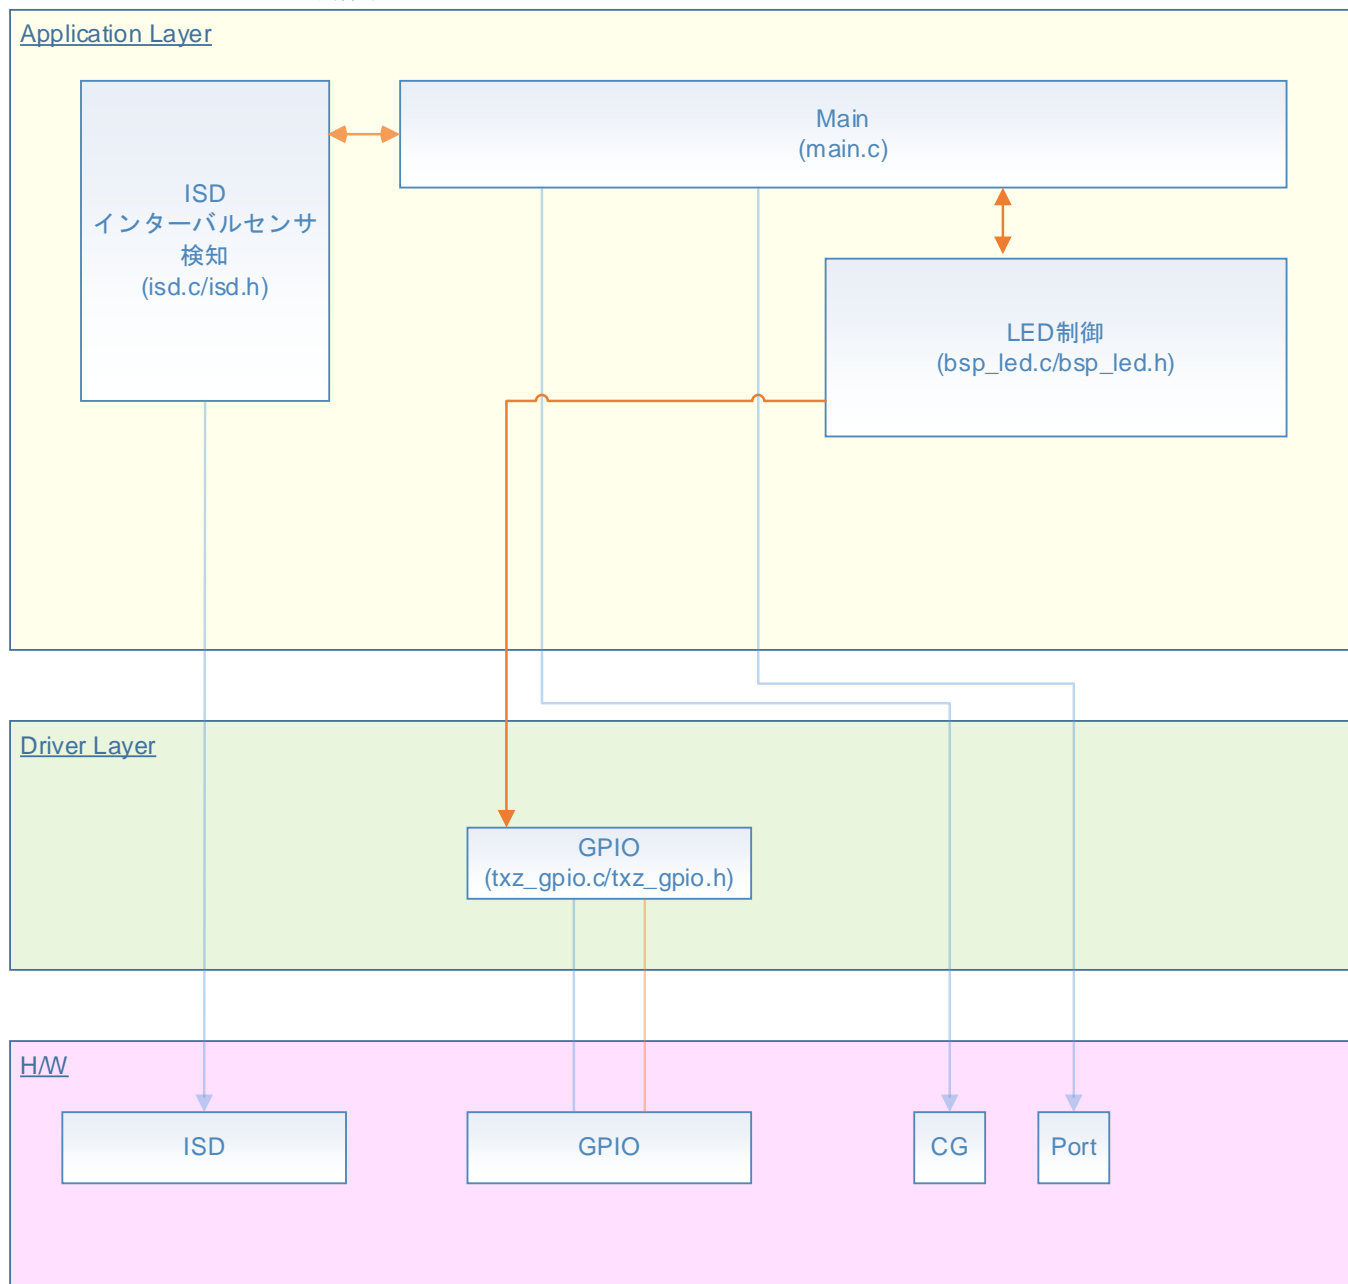 Application Layer
Main
(main.c)
ISD
インターバルセンサ
検知
(isd.c/isd.h)
LED制御
(bsp_led.c/bsp_led.h)
Driver Layer
GPIO
(txz_gpio.c/txz_gpio.h)
H/W
ISD
GPIO
CG
Port